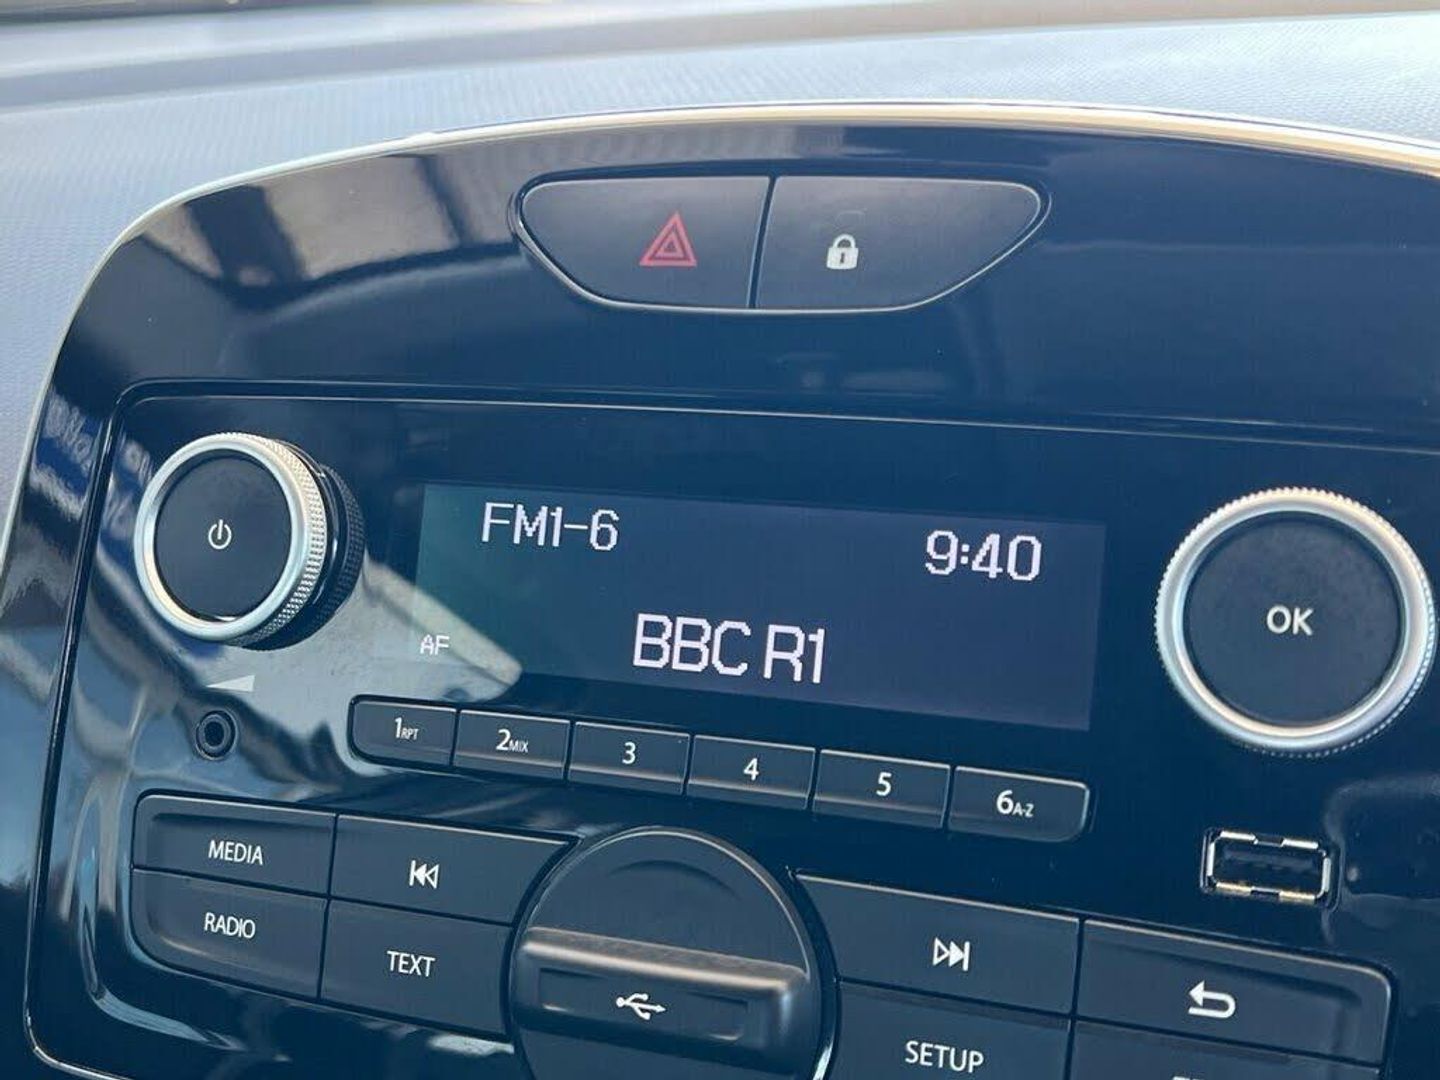 FM1-6 9:40
AF BBC R1
OK
1RPT 2MIX 3 4 5 6A-Z
MEDIA
RADIO
TEXT
SETUP